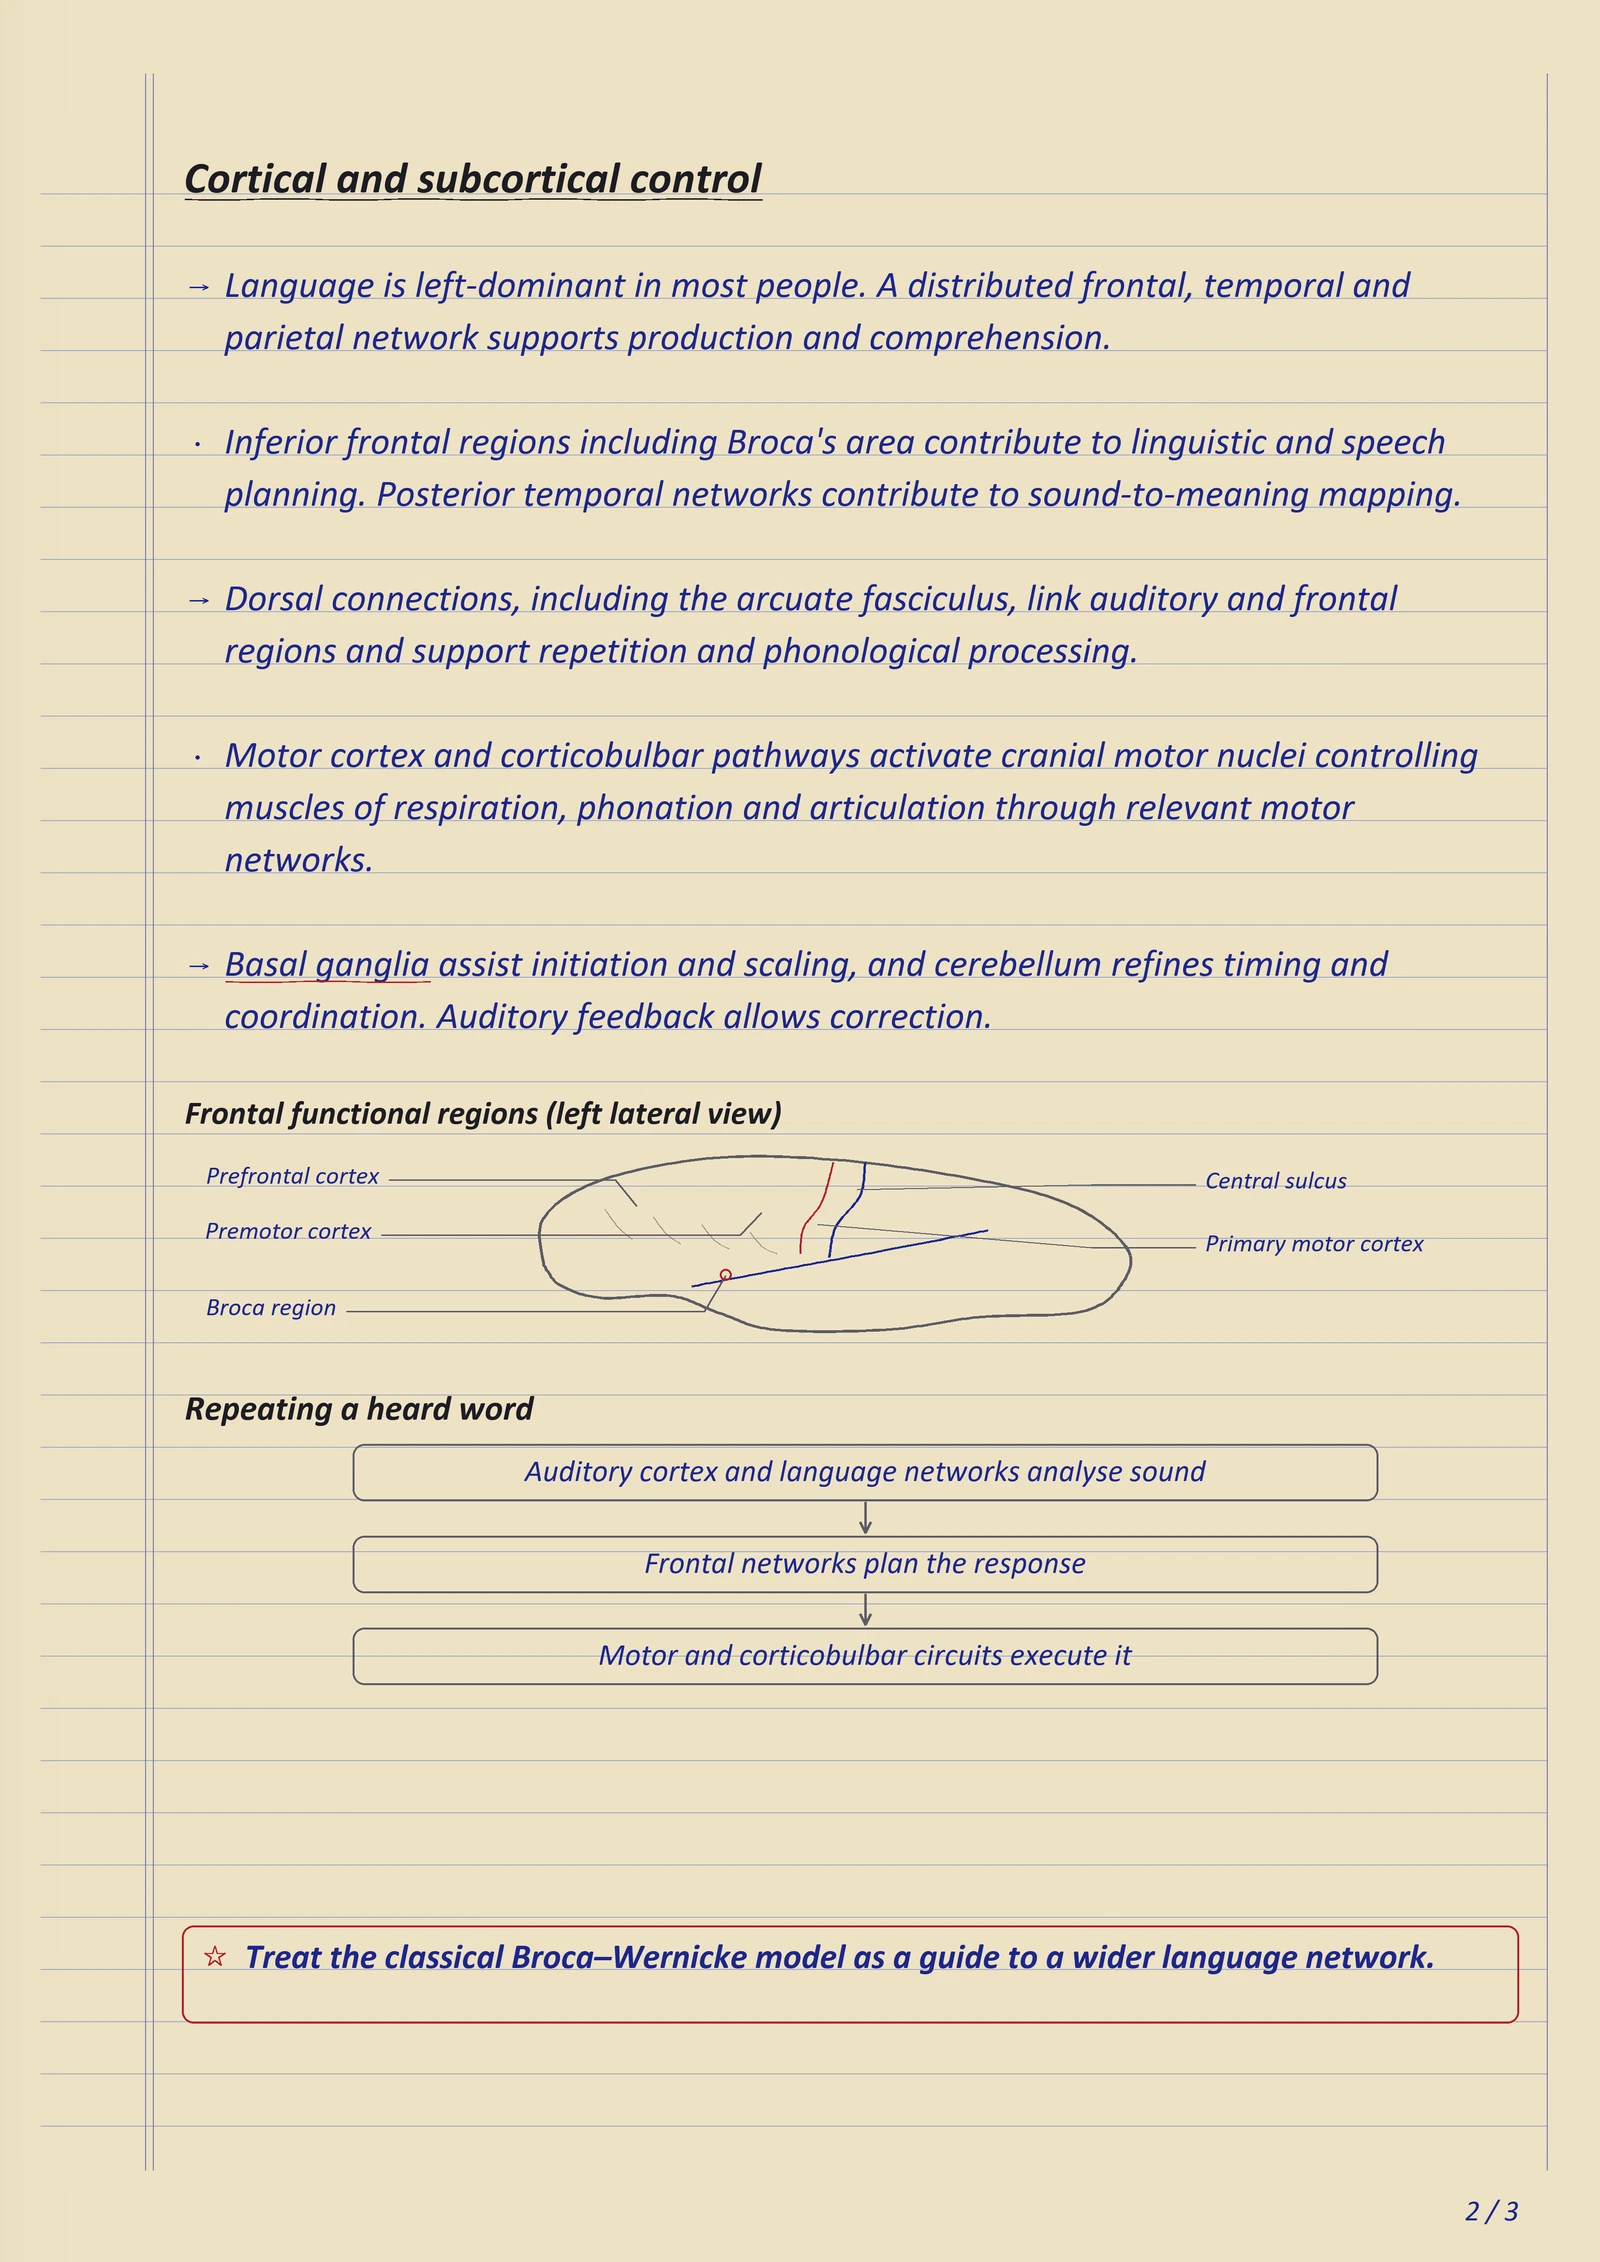 Cortical and subcortical control
→ Language is left-dominant in most people. A distributed frontal, temporal and
parietal network supports production and comprehension.
· Inferior frontal regions including Broca's area contribute to linguistic and speech
planning. Posterior temporal networks contribute to sound-to-meaning mapping.
→ Dorsal connections, including the arcuate fasciculus, link auditory and frontal
regions and support repetition and phonological processing.
· Motor cortex and corticobulbar pathways activate cranial motor nuclei controlling
muscles of respiration, phonation and articulation through relevant motor
networks.
→ Basal ganglia assist initiation and scaling, and cerebellum refines timing and
coordination. Auditory feedback allows correction.
Frontal functional regions (left lateral view)
Prefrontal cortex
Central sulcus
Premotor cortex
Primary motor cortex
Broca region
Repeating a heard word
Auditory cortex and language networks analyse sound
Frontal networks plan the response
Motor and corticobulbar circuits execute it
☆ Treat the classical Broca–Wernicke model as a guide to a wider language network.
2 / 3